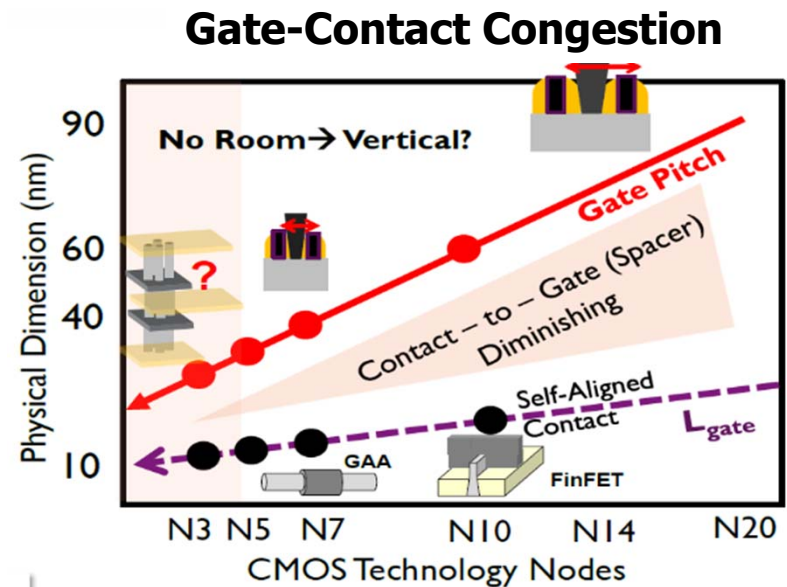 Gate-Contact Congestion
Physical Dimension (nm)
90
60
40
10
No Room→ Vertical?
?
Gate Pitch
Contact – to – Gate (Spacer)
Diminishing
Self-Aligned
Contact
Lgate
GAA
FinFET
N3 N5 N7 N10 N14 N20
CMOS Technology Nodes